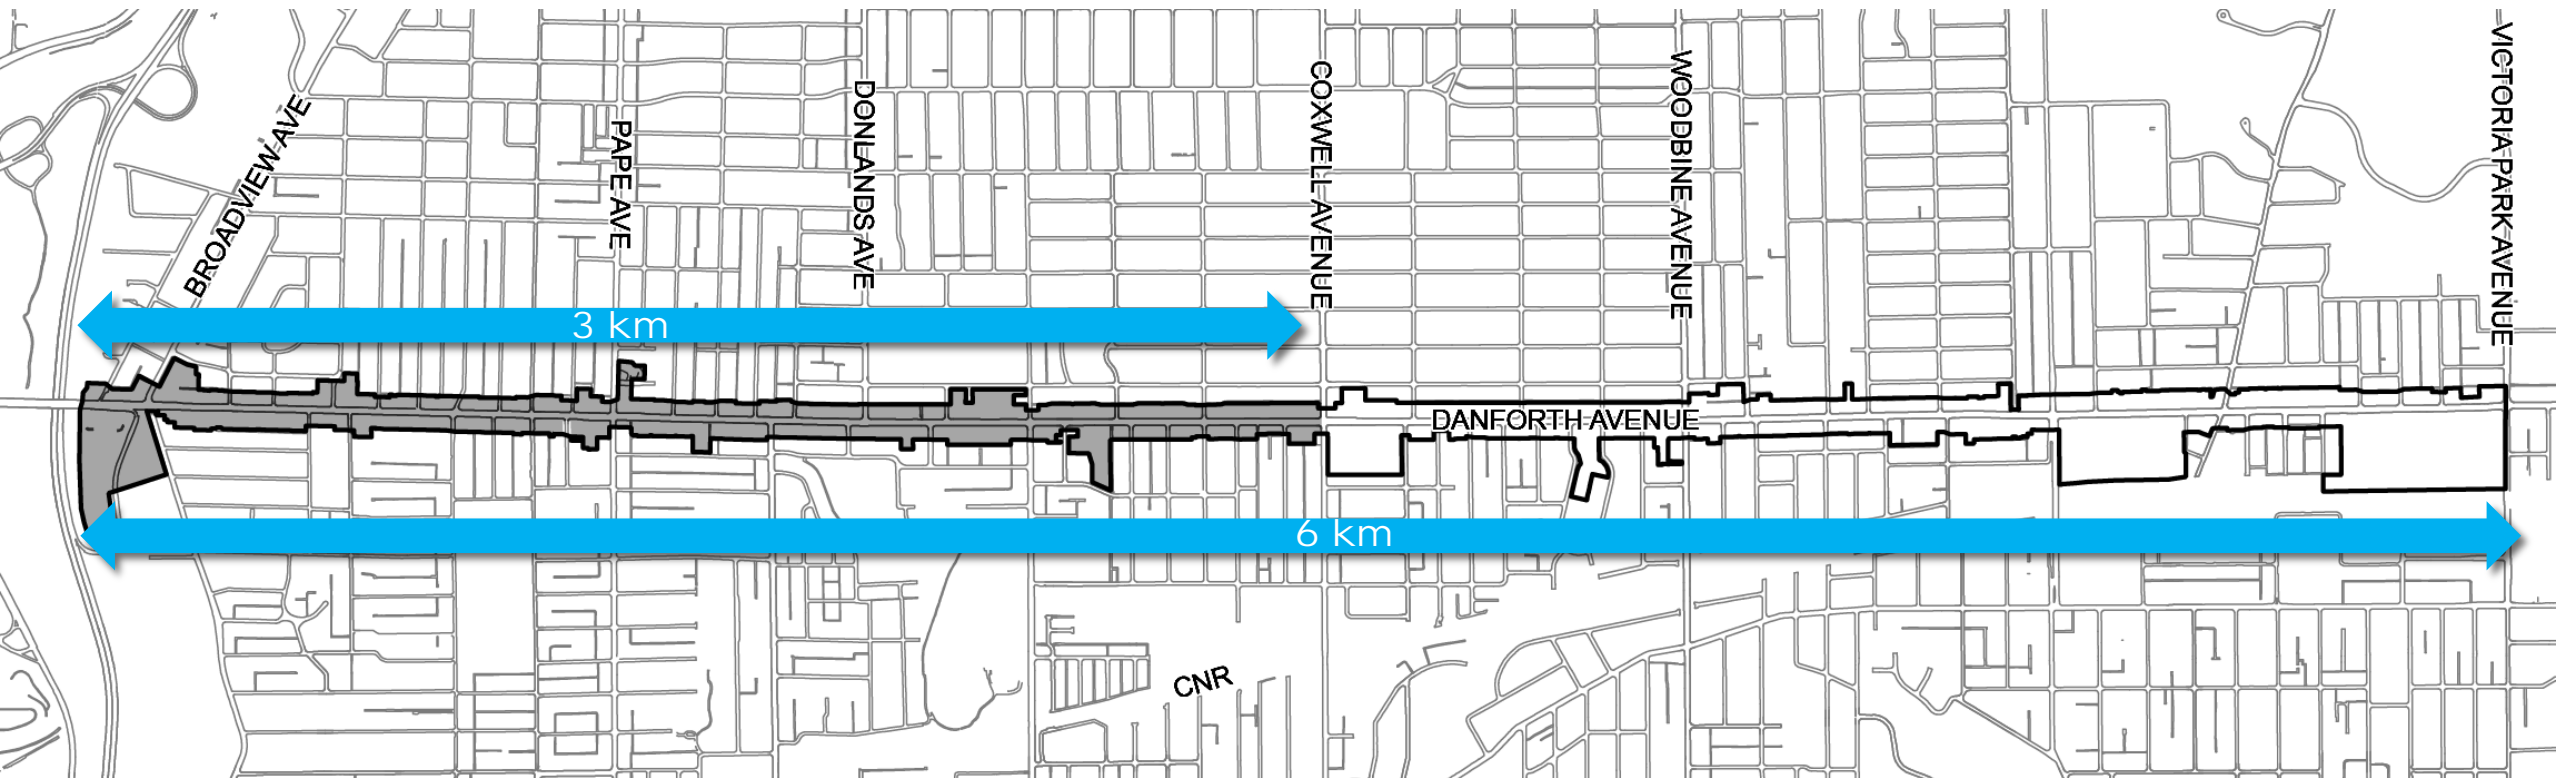 BROADVIEW AVE
PAPE AVE
DONLANDS AVE
COXWELL AVENUE
WOODBINE AVENUE
VICTORIA PARK AVENUE
3 km
DANFORTH AVENUE
6 km
CNR